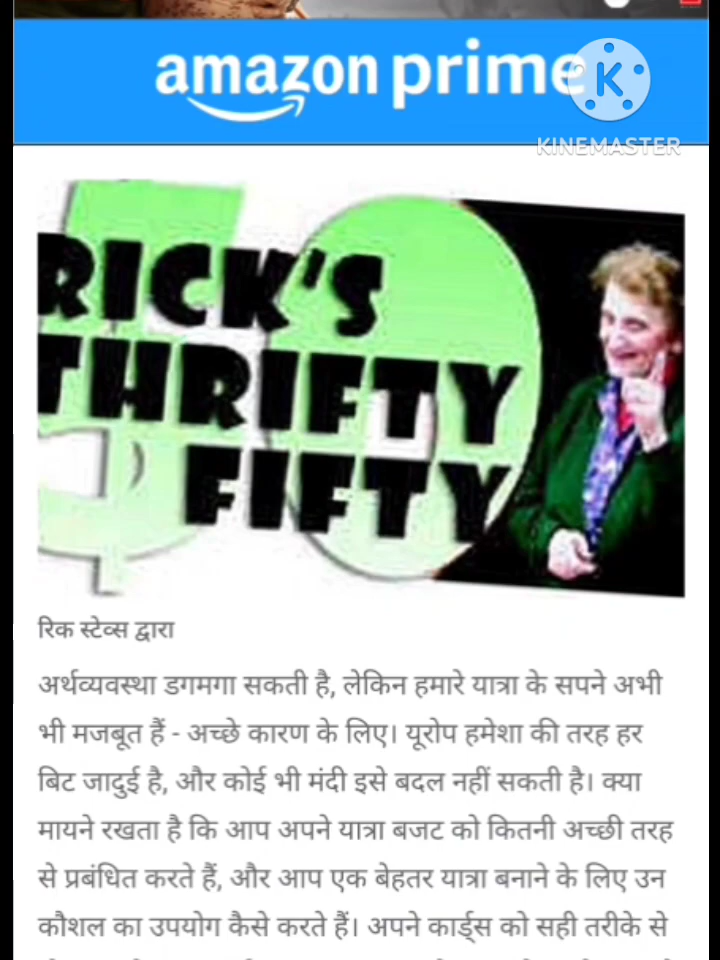 amazon prime
K
KINEMASTER
RICK'S
THRIFTY
FIFTY
रिक स्टेव्स द्वारा
अर्थव्यवस्था डगमगा सकती है, लेकिन हमारे यात्रा के सपने अभी
भी मजबूत हैं - अच्छे कारण के लिए। यूरोप हमेशा की तरह हर
बिट जादुई है, और कोई भी मंदी इसे बदल नहीं सकती है। क्या
मायने रखता है कि आप अपने यात्रा बजट को कितनी अच्छी तरह
से प्रबंधित करते हैं, और आप एक बेहतर यात्रा बनाने के लिए उन
कौशल का उपयोग कैसे करते हैं। अपने कार्ड्स को सही तरीके से